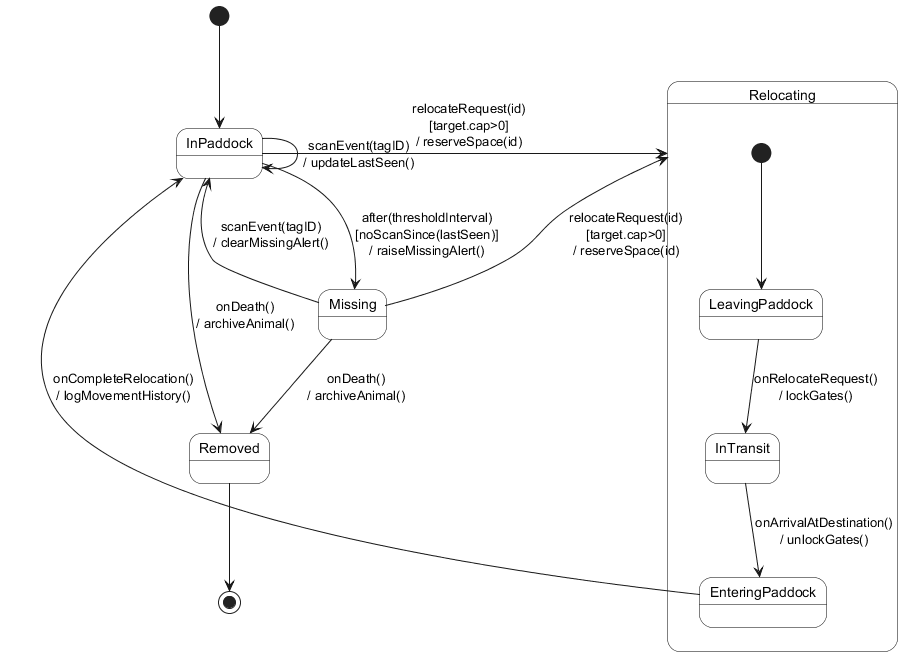 Relocating
relocateRequest(id)
[target.cap>0]
/ reserveSpace(id)
InPaddock
scanEvent(tagID)
/ updateLastSeen()
scanEvent(tagID)
/ clearMissingAlert()
after(thresholdInterval)
[noScanSince(lastSeen)]
/ raiseMissingAlert()
relocateRequest(id)
[target.cap>0]
/ reserveSpace(id)
Missing
LeavingPaddock
onDeath()
/ archiveAnimal()
onCompleteRelocation()
/ logMovementHistory()
onDeath()
/ archiveAnimal()
onRelocateRequest()
/ lockGates()
Removed
InTransit
onArrivalAtDestination()
/ unlockGates()
EnteringPaddock